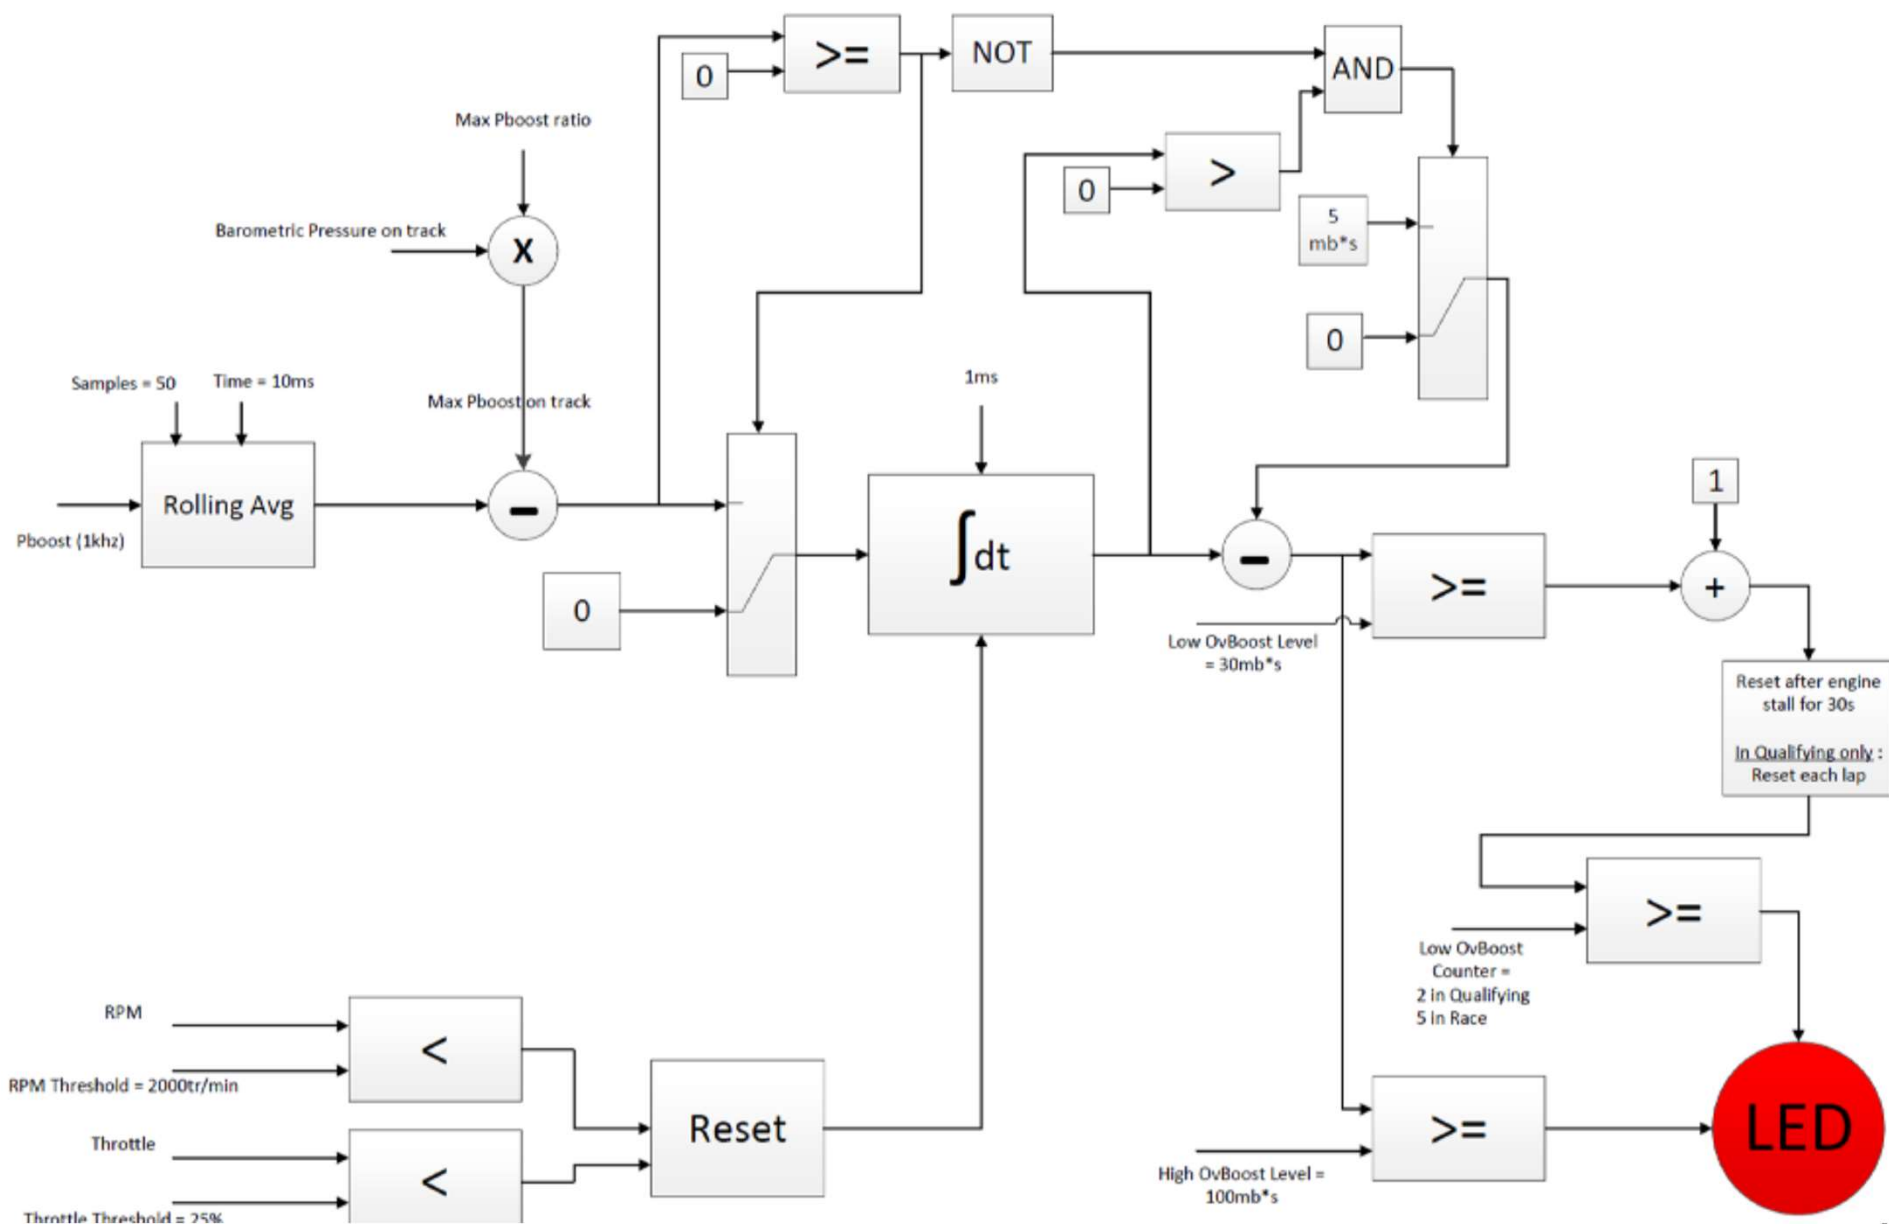 >=
NOT
0
AND
Max Pboost ratio
>
0
5
mb*s
Barometric Pressure on track
X
0
Samples = 50
Time = 10ms
1ms
Max Pboost on track
Rolling Avg
-
Pboost (1khz)
∫dt
0
-
>=
1
+
Low OvBoost Level
= 30mb*s
Reset after engine
stall for 30s
In Qualifying only :
Reset each lap
>=
Low OvBoost
Counter =
2 in Qualifying
5 in Race
RPM
<
RPM Threshold = 2000tr/min
Reset
Throttle
<
Throttle Threshold = 25%
>=
High OvBoost Level =
100mb*s
LED